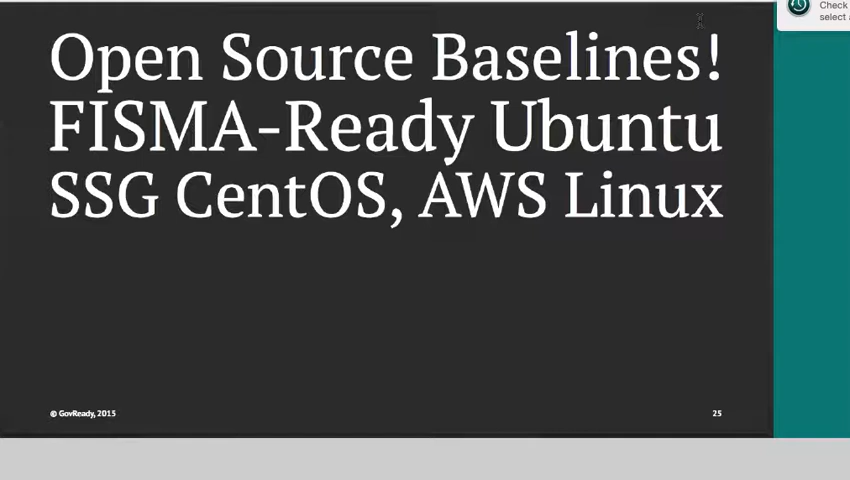 Open Source Baselines!
FISMA-Ready Ubuntu
SSG CentOS, AWS Linux
© GovReady, 2015
25
Check
select